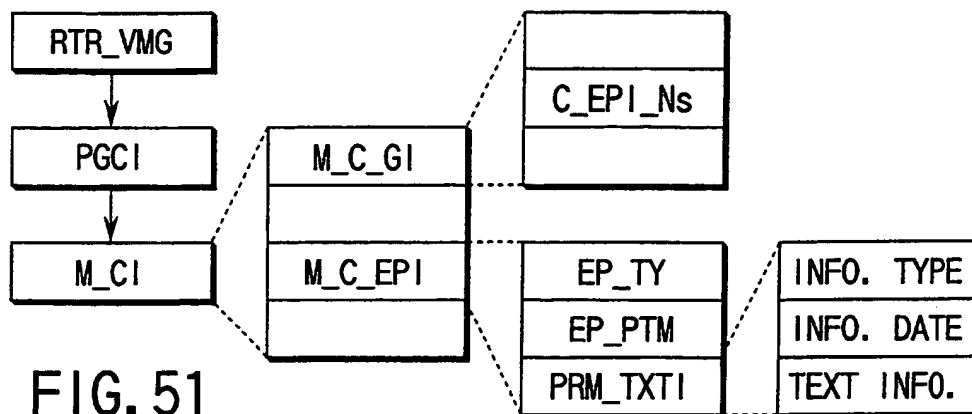 RTR_VMG
PGCI
M_CI
M_C_GI
M_C_EPI
C_EPI_Ns
EP_TY
EP_PTM
PRM_TXTI
INFO. TYPE
INFO. DATE
TEXT INFO.
FIG. 51